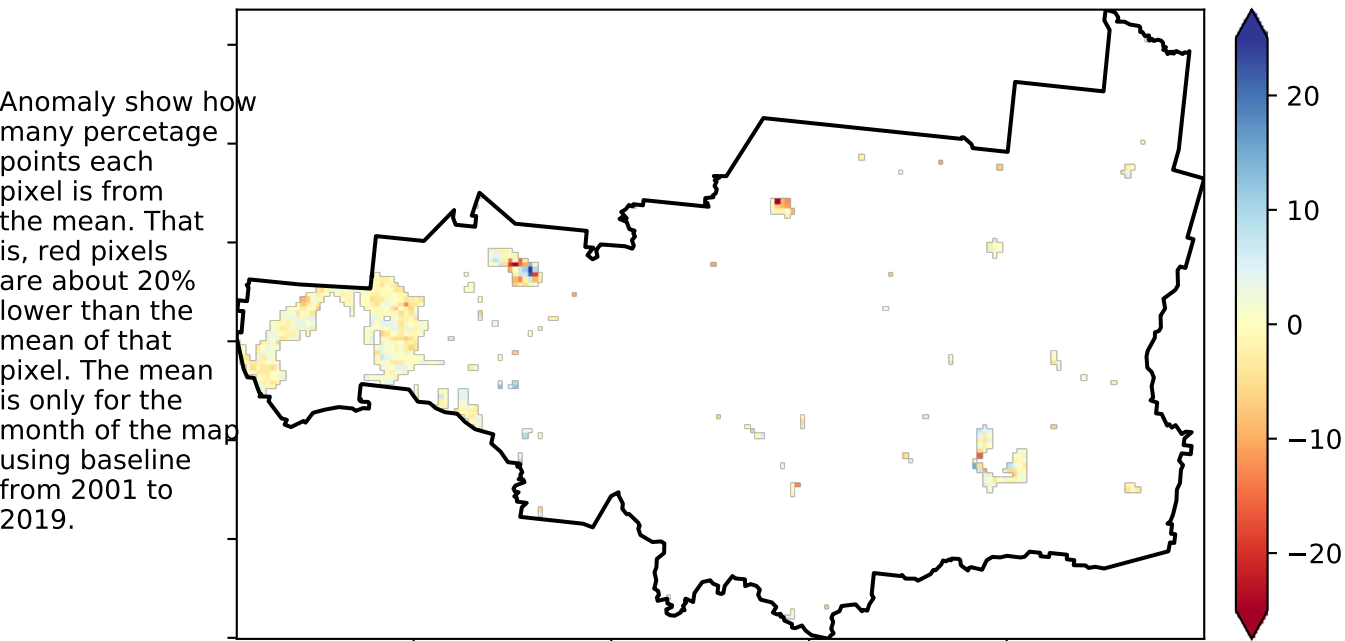 Anomaly show how
many percetage
points each
pixel is from
the mean. That
is, red pixels
are about 20%
lower than the
mean of that
pixel. The mean
is only for the
month of the map
using baseline
from 2001 to
2019.
20
10
0
−10
−20